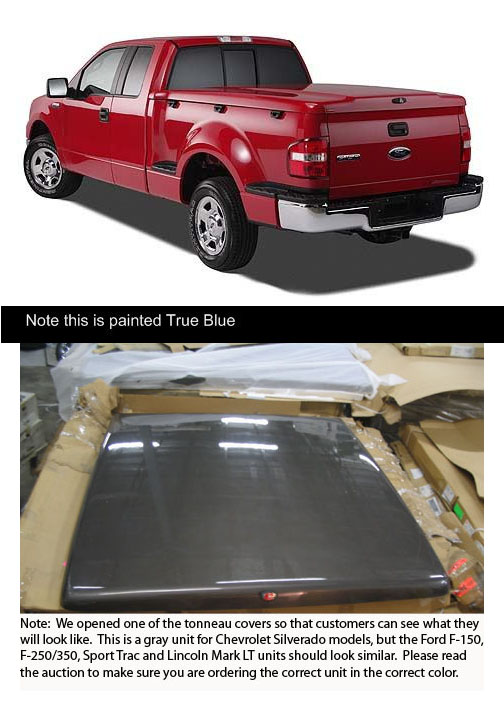 Ford
Note this is painted True Blue
Note: We opened one of the tonneau covers so that customers can see what they
will look like. This is a gray unit for Chevrolet Silverado models, but the Ford F-150,
F-250/350, Sport Trac and Lincoln Mark LT units should look similar. Please read
the auction to make sure you are ordering the correct unit in the correct color.